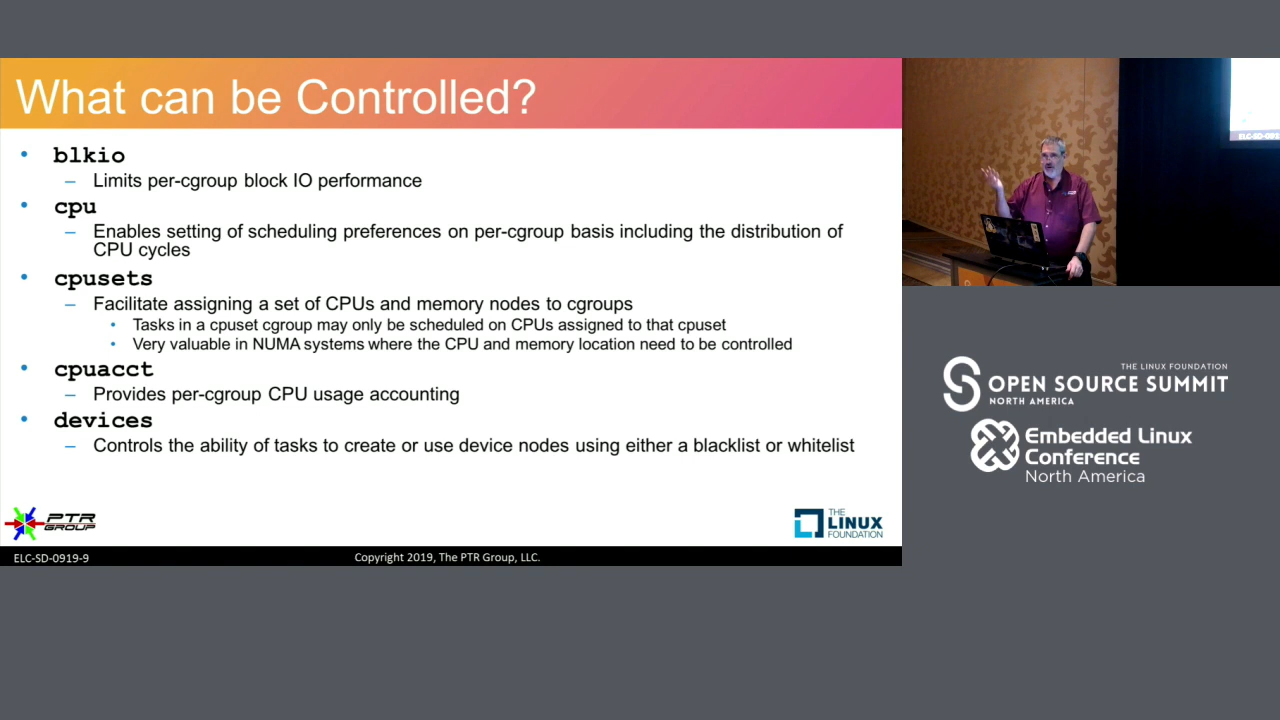 What can be Controlled?
• blkio
– Limits per-cgroup block IO performance
• cpu
– Enables setting of scheduling preferences on per-cgroup basis including the distribution of
CPU cycles
• cpusets
– Facilitate assigning a set of CPUs and memory nodes to cgroups
• Tasks in a cpuset cgroup may only be scheduled on CPUs assigned to that cpuset
• Very valuable in NUMA systems where the CPU and memory location need to be controlled
• cpuacct
– Provides per-cgroup CPU usage accounting
• devices
– Controls the ability of tasks to create or use device nodes using either a blacklist or whitelist
PTR
GROUP
THE
LINUX
FOUNDATION
ELC-SD-0919-9
Copyright 2019, The PTR Group, LLC.
THE LINUX FOUNDATION
OPEN SOURCE SUMMIT
NORTH AMERICA
Embedded Linux
Conference
North America